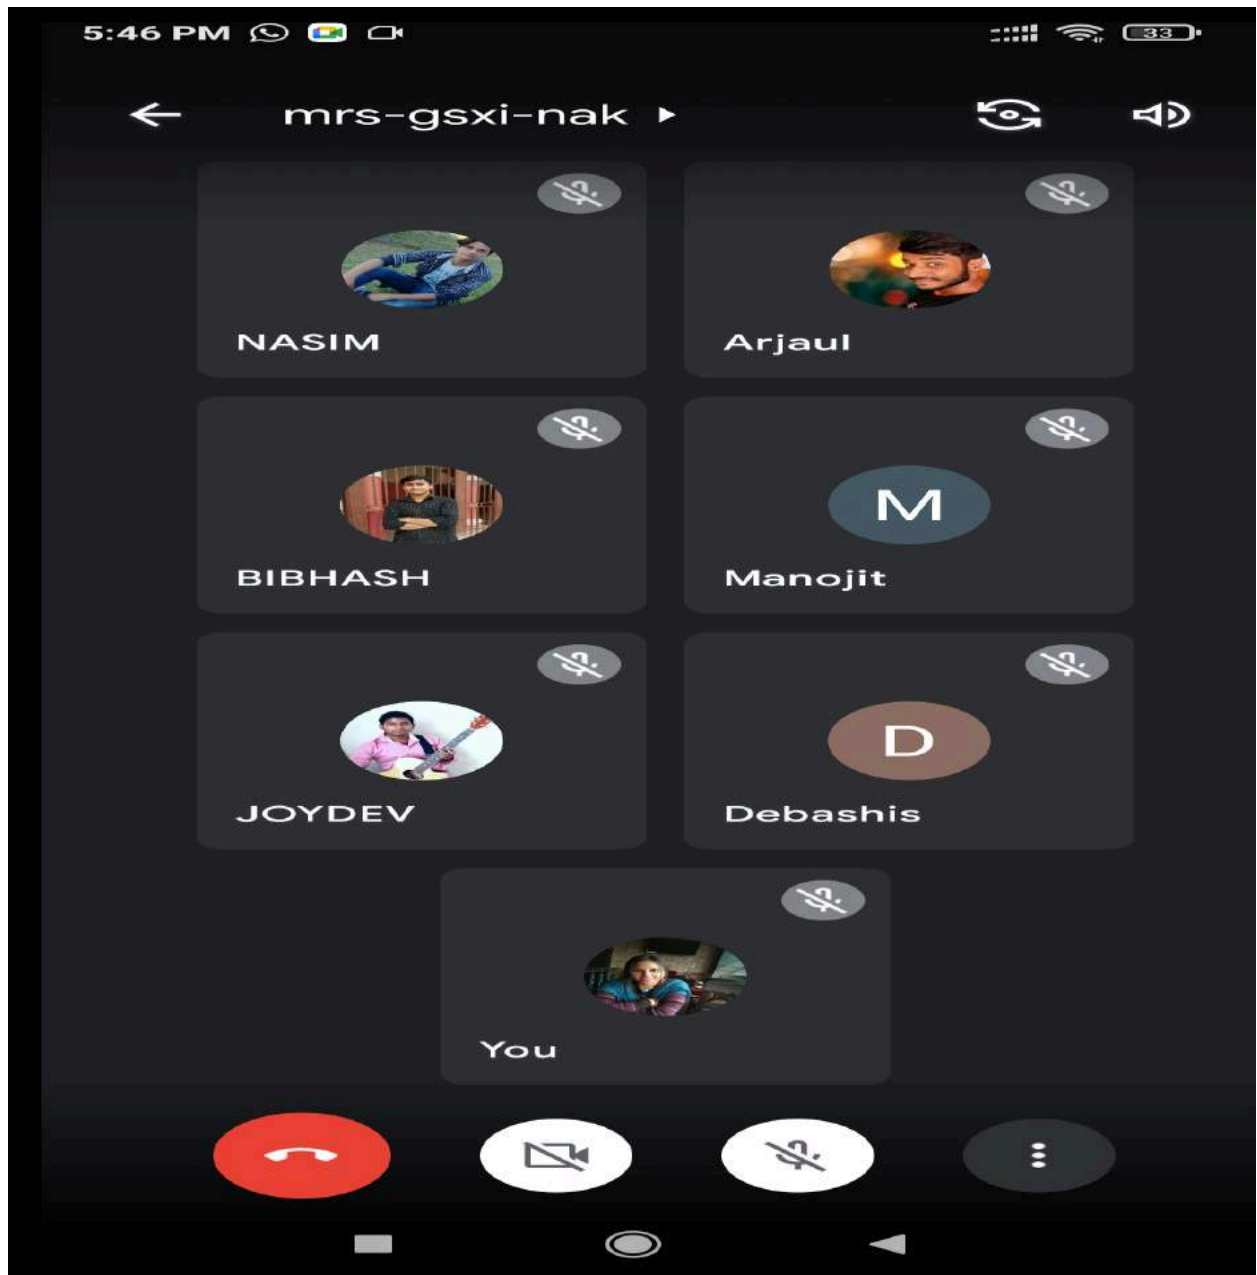 5:46 PM 33
mrs-gsxi-nak
NASIM Arjaul
M
BIBHASH Manojit
D
JOYDEV Debashis
You